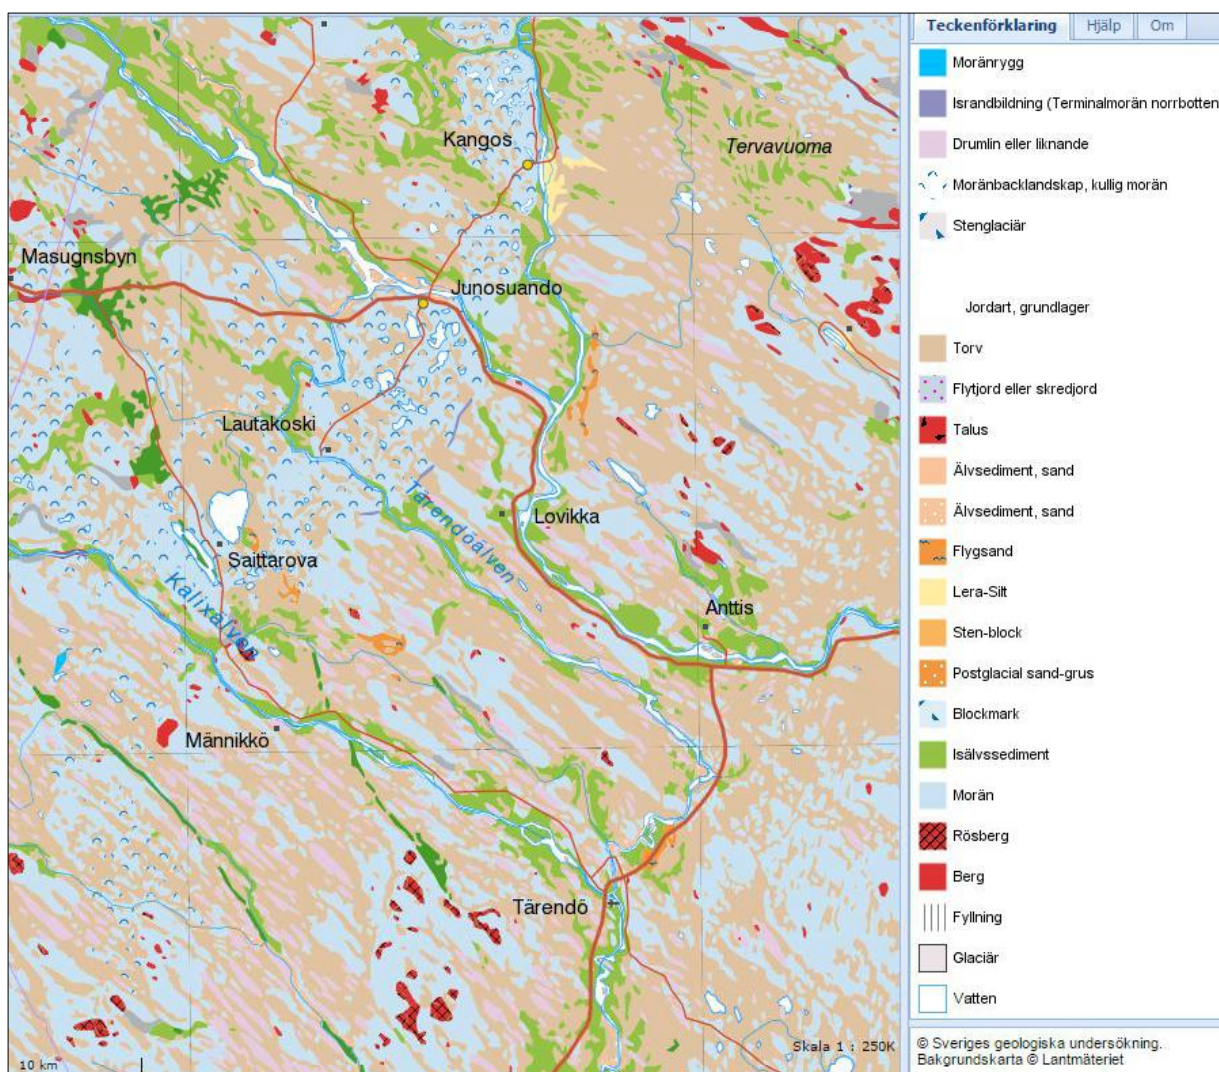 Kangos
Tervavuoma
Masugnsbyn
Junosuando
Lautakoski
Tärendöälven
Lovikka
Saittarova
Kalixälven
Anttis
Männikkö
Tärendö
10 km
Skala 1 : 250K
Teckenförklaring
Hjälp
Om
Moränrygg
Israndbildning (Terminalmorän norrbotten
Drumlin eller liknande
Moränbacklandskap, kullig morän
Stenglaciär
Jordart, grundlager
Torv
Flytjord eller skredjord
Talus
Älvsediment, sand
Älvsediment, sand
Flygsand
Lera-Silt
Sten-block
Postglacial sand-grus
Blockmark
Isälvssediment
Morän
Rösberg
Berg
Fyllning
Glaciär
Vatten
© Sveriges geologiska undersökning.
Bakgrundskarta © Lantmäteriet